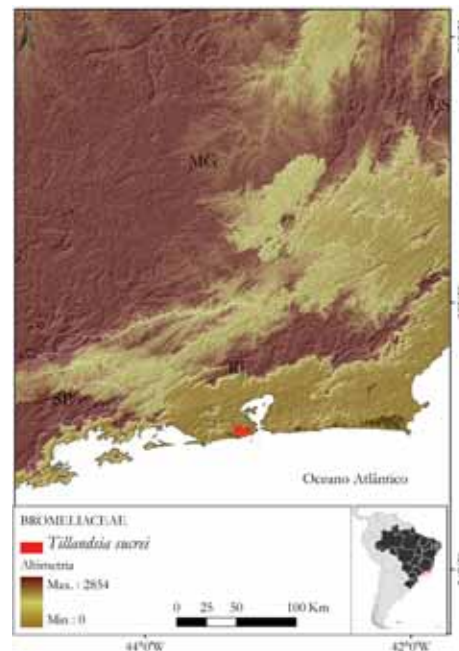 MG
ES
RJ
SP
Oceano Atlântico
BROMELIACEAE
Tillandsia sucrei
Altimetria
Max. : 2854
Min : 0
0 25 50 100 Km
44°0'W 42°0'W